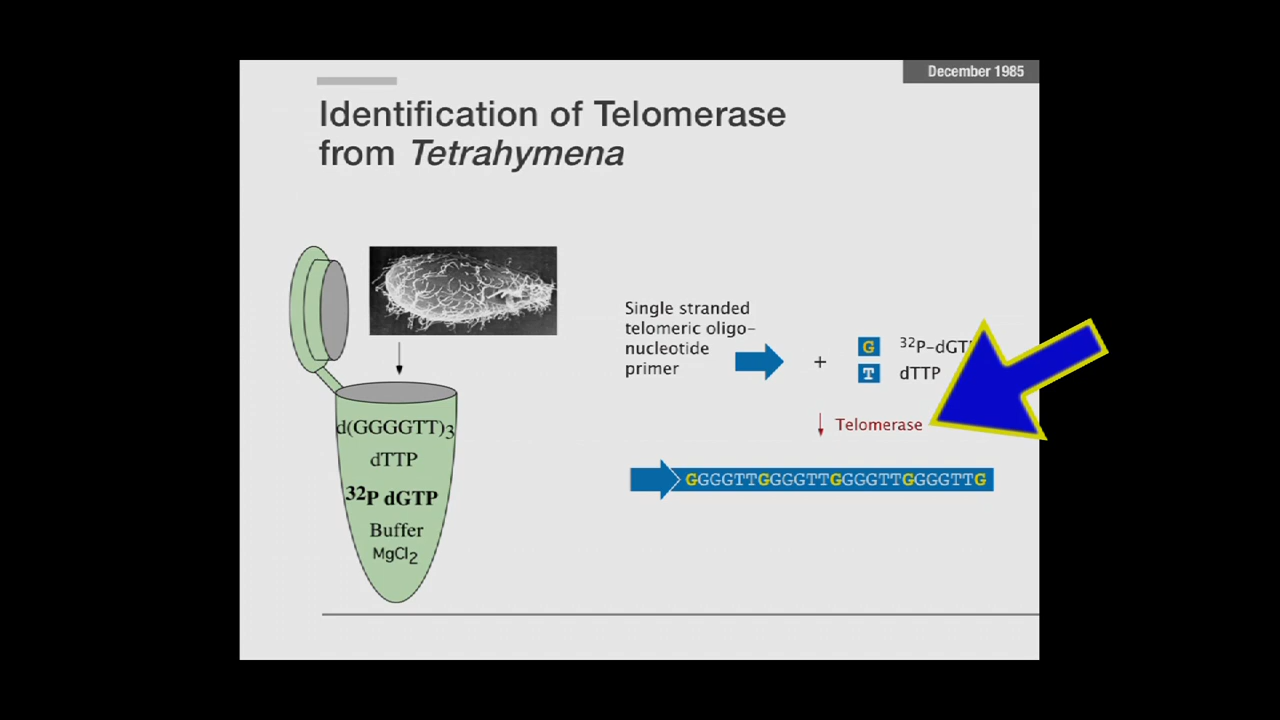 December 1985
Identification of Telomerase
from Tetrahymena
d(GGGGTT)3
dTTP
32P dGTP
Buffer
MgCl2
Single stranded
telomeric oligo-
nucleotide
primer
+
G 32P-dGT
T dTTP
Telomerase
GGGGTTGGGGTTGGGGTTGGGGTTG